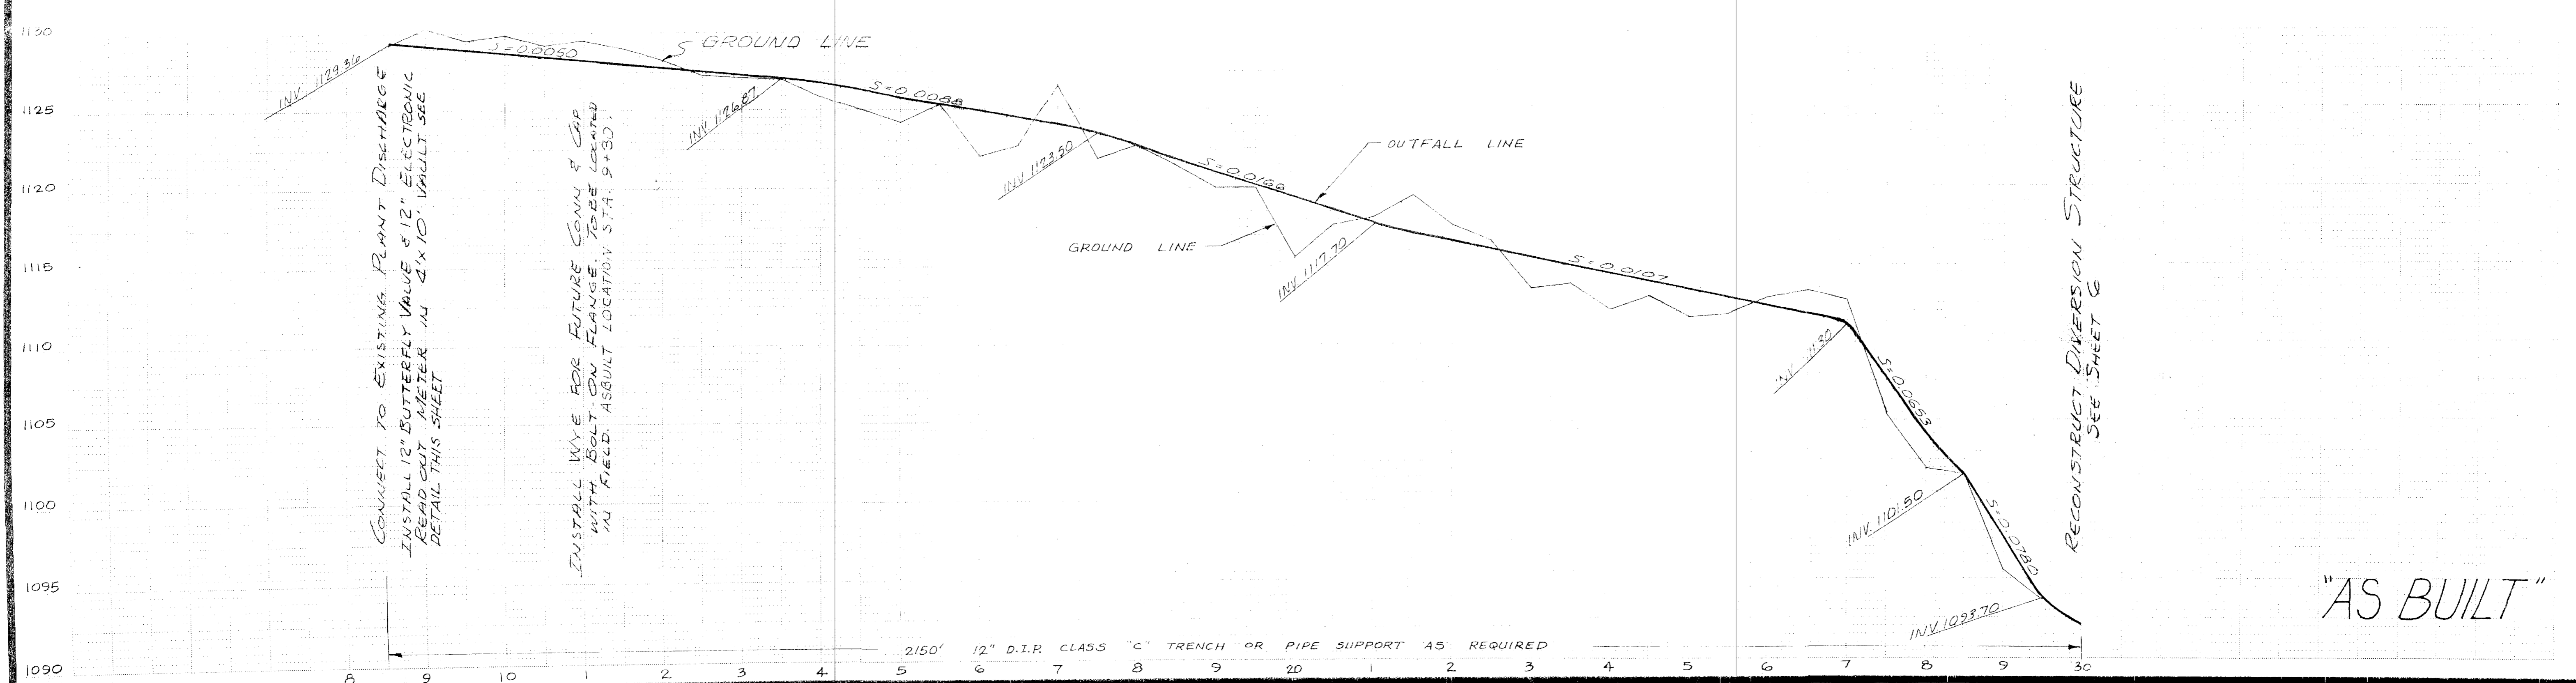 1130
1125
1120
1115
1110
1105
1100
1095
1090
INV. 1129.36
S=0.0050
S GROUND LINE
CONNECT TO EXISTING PLANT DISCHARGE
INSTALL 12" BUTTERFLY VALVE & 12" ELECTRONIC
READ OUT METER IN 4'x10' VAULT SEE
DETAIL THIS SHEET
INSTALL WYE FOR FUTURE CONN & CAP
WITH BOLT-ON FLANGE. TO BE LOCATED
IN FIELD. ASBUILT LOCATION STA. 9+30.
INV. 1126.87
S=0.0088
INV. 1123.50
S=0.0166
OUTFALL LINE
GROUND LINE
INV. 1117.70
S=0.0107
INV. 1130
S=0.0653
INV. 1101.50
S=0.0780
INV. 1093.70
RECONSTRUCT DIVERSION STRUCTURE
SEE SHEET 6
"AS BUILT"
2150' 12" D.I.P. CLASS "C" TRENCH OR PIPE SUPPORT AS REQUIRED
8 9 10 1 2 3 4 5 6 7 8 9 20 1 2 3 4 5 6 7 8 9 30